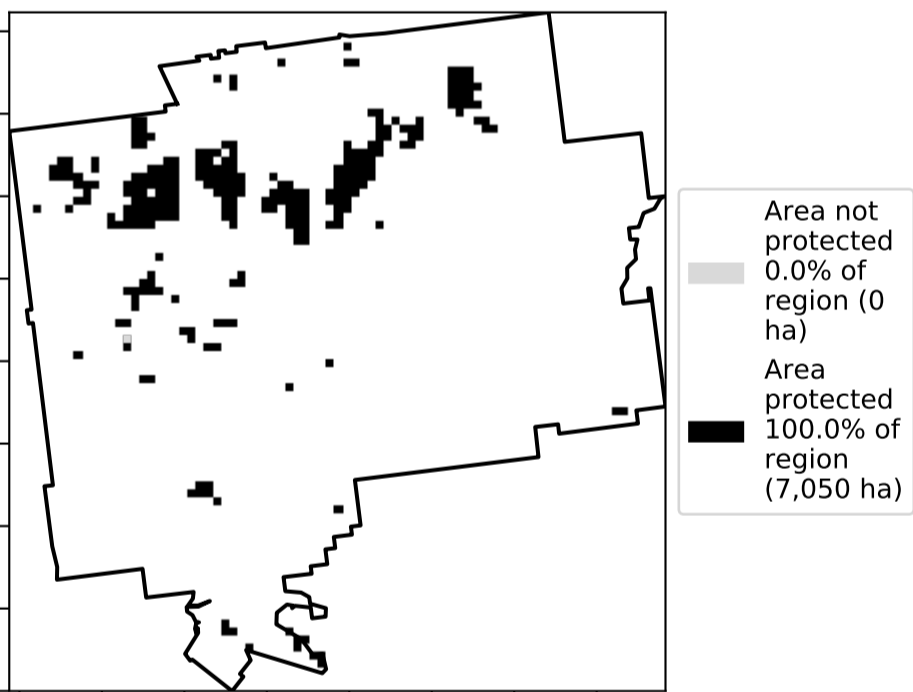 Area not
protected
0.0% of
region (0
ha)
Area
protected
100.0% of
region
(7,050 ha)